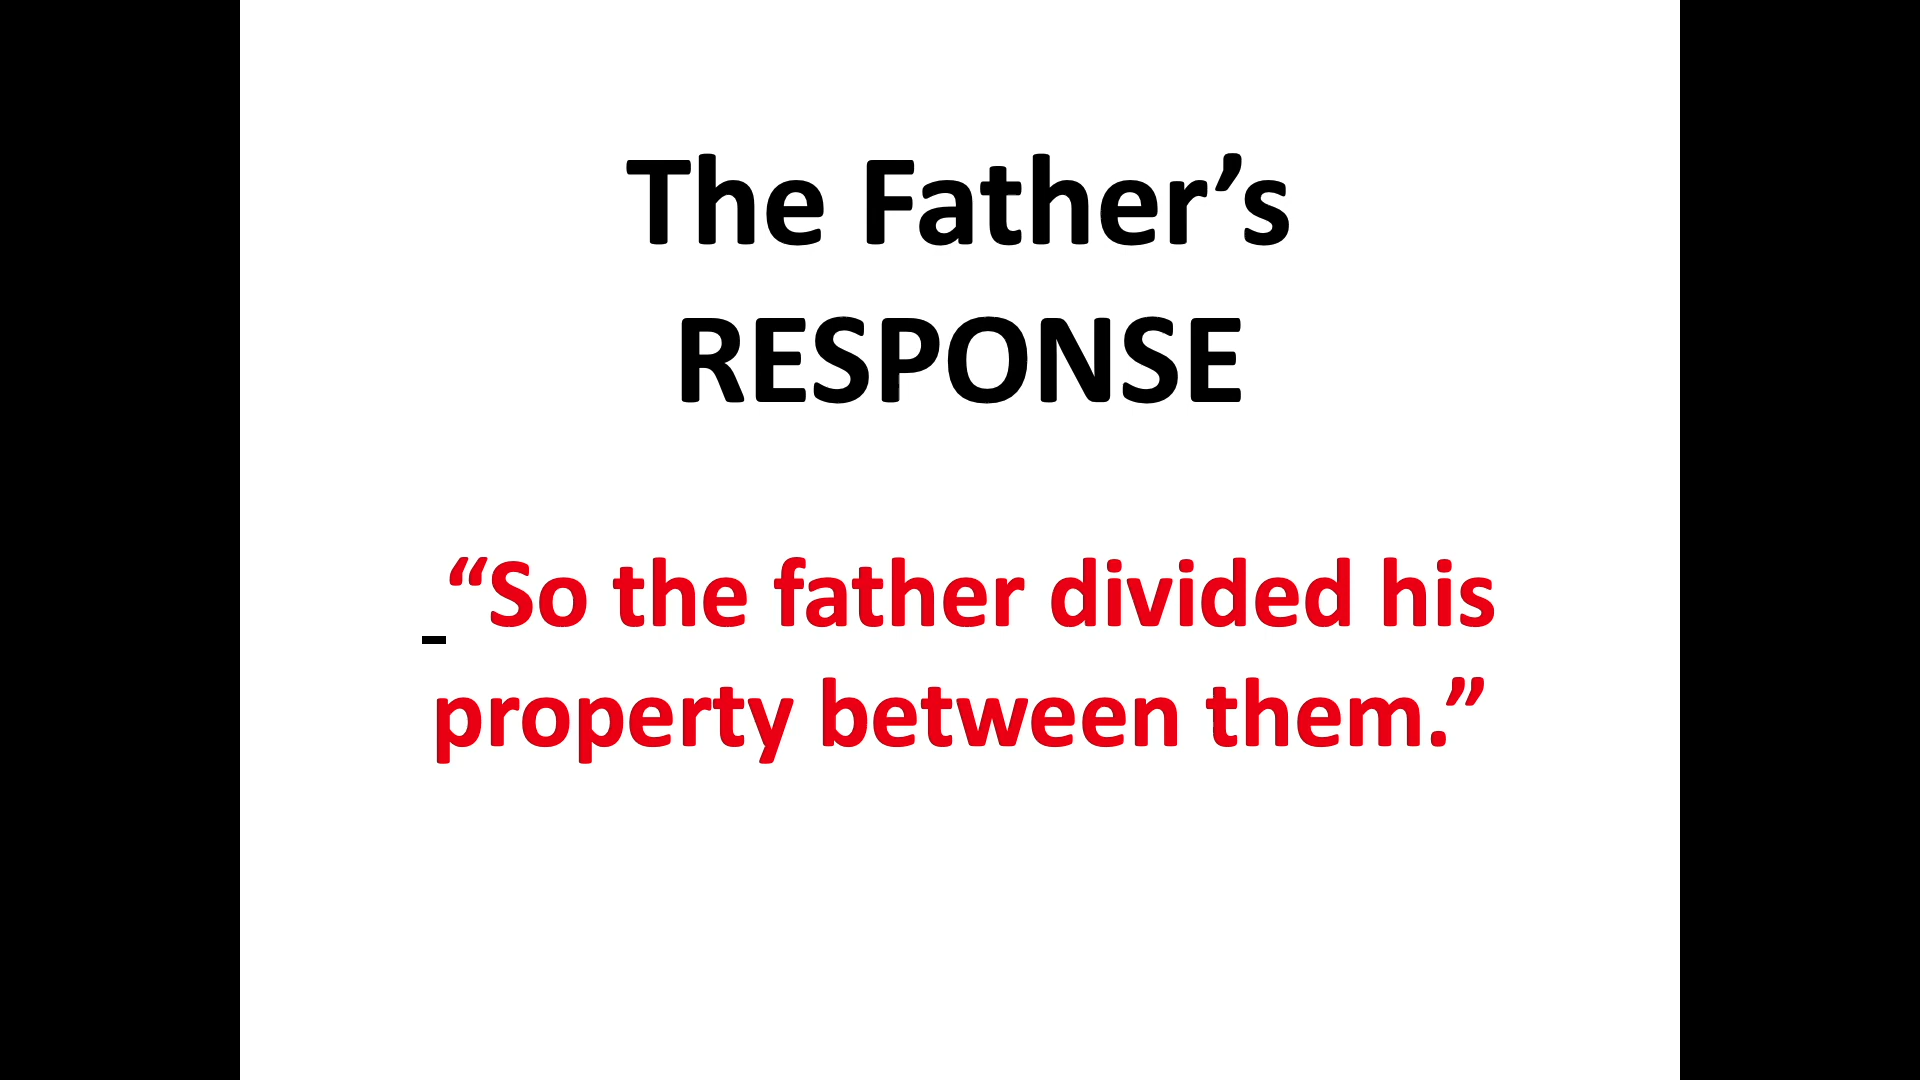 The Father’s
RESPONSE
“So the father divided his
property between them.”